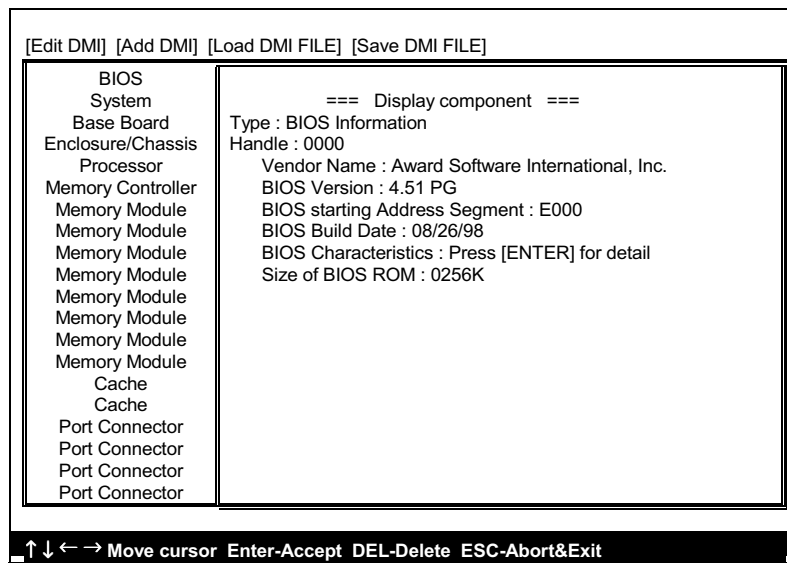 [Edit DMI] [Add DMI] [Load DMI FILE] [Save DMI FILE]
BIOS
System
Base Board
Enclosure/Chassis
Processor
Memory Controller
Memory Module
Memory Module
Memory Module
Memory Module
Memory Module
Memory Module
Memory Module
Memory Module
Cache
Cache
Port Connector
Port Connector
Port Connector
Port Connector
=== Display component ===
Type : BIOS Information
Handle : 0000
Vendor Name : Award Software International, Inc.
BIOS Version : 4.51 PG
BIOS starting Address Segment : E000
BIOS Build Date : 08/26/98
BIOS Characteristics : Press [ENTER] for detail
Size of BIOS ROM : 0256K
↑↓←→ Move cursor Enter-Accept DEL-Delete ESC-Abort&Exit